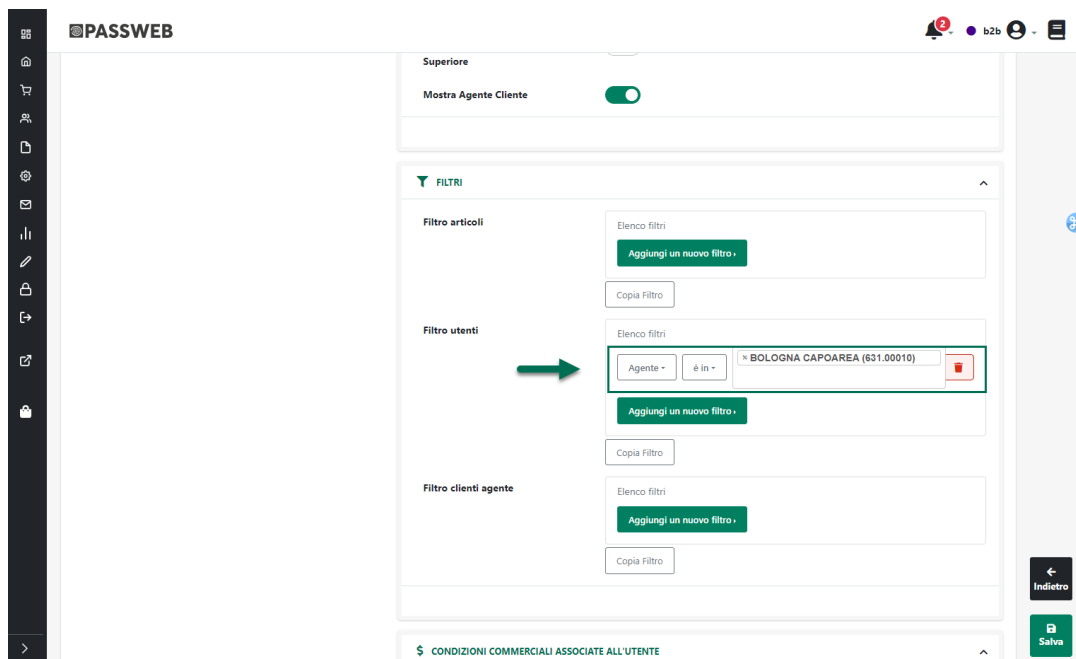 PASSWEB
2
b2b
Superiore
Mostra Agente Cliente
FILTRI
Filtro articoli
Elenco filtri
Aggiungi un nuovo filtro ›
Copia Filtro
Filtro utenti
Elenco filtri
Agente
è in
× BOLOGNA CAPOAREA (631.00010)
Aggiungi un nuovo filtro ›
Copia Filtro
Filtro clienti agente
Elenco filtri
Aggiungi un nuovo filtro ›
Copia Filtro
Indietro
Salva
$ CONDIZIONI COMMERCIALI ASSOCIATE ALL'UTENTE